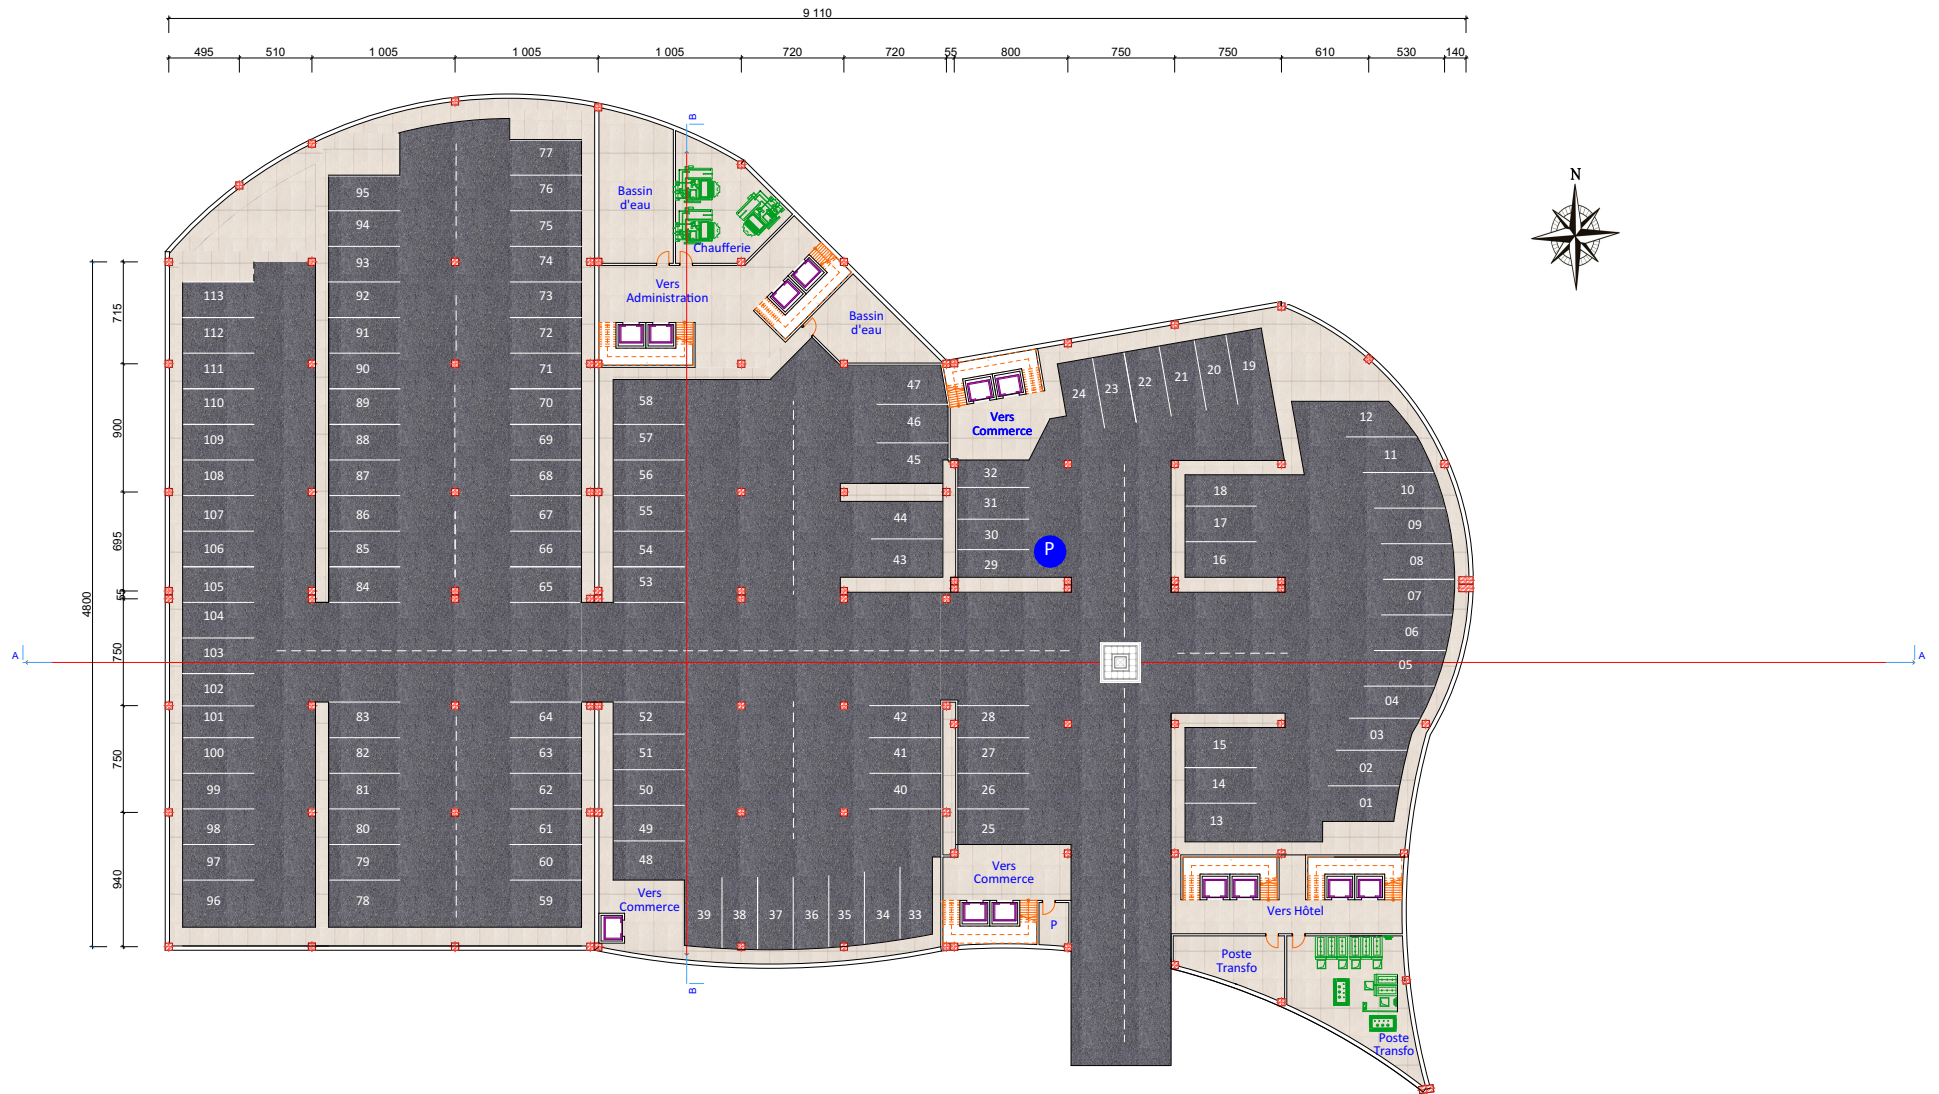 9 110
495 510 1 005 1 005 1 005 720 720 55 800 750 750 610 530 140
B
N
77
95 76 Bassin
d'eau
94 75
Chaufferie
93 74
113 92 73 Vers
Administration
112 91 72 Bassin
d'eau
111 90 71
110 89 70
109 88 69
108 87 68
107 86 67
106 85 66
105 84 65
104
103
102
101 83 64
100 82 63
99 81 62
98 80 61
97 79 60
96 78 59
58
57
56
55
54
53
52
51
50
49
48
Vers
Commerce
47
46
45
44
43
42
41
40
39 38 37 36 35 34 33
Vers
Commerce
24 23 22 21 20 19
32
31
30
29
P
28
27
26
25
Vers
Commerce
P
18
17
16
15
14
13
12
11
10
09
08
07
06
05
04
03
02
01
Vers Hôtel
Poste
Transfo
Poste
Transfo
A
A
B
4800
715
900
695
55
750
750
940